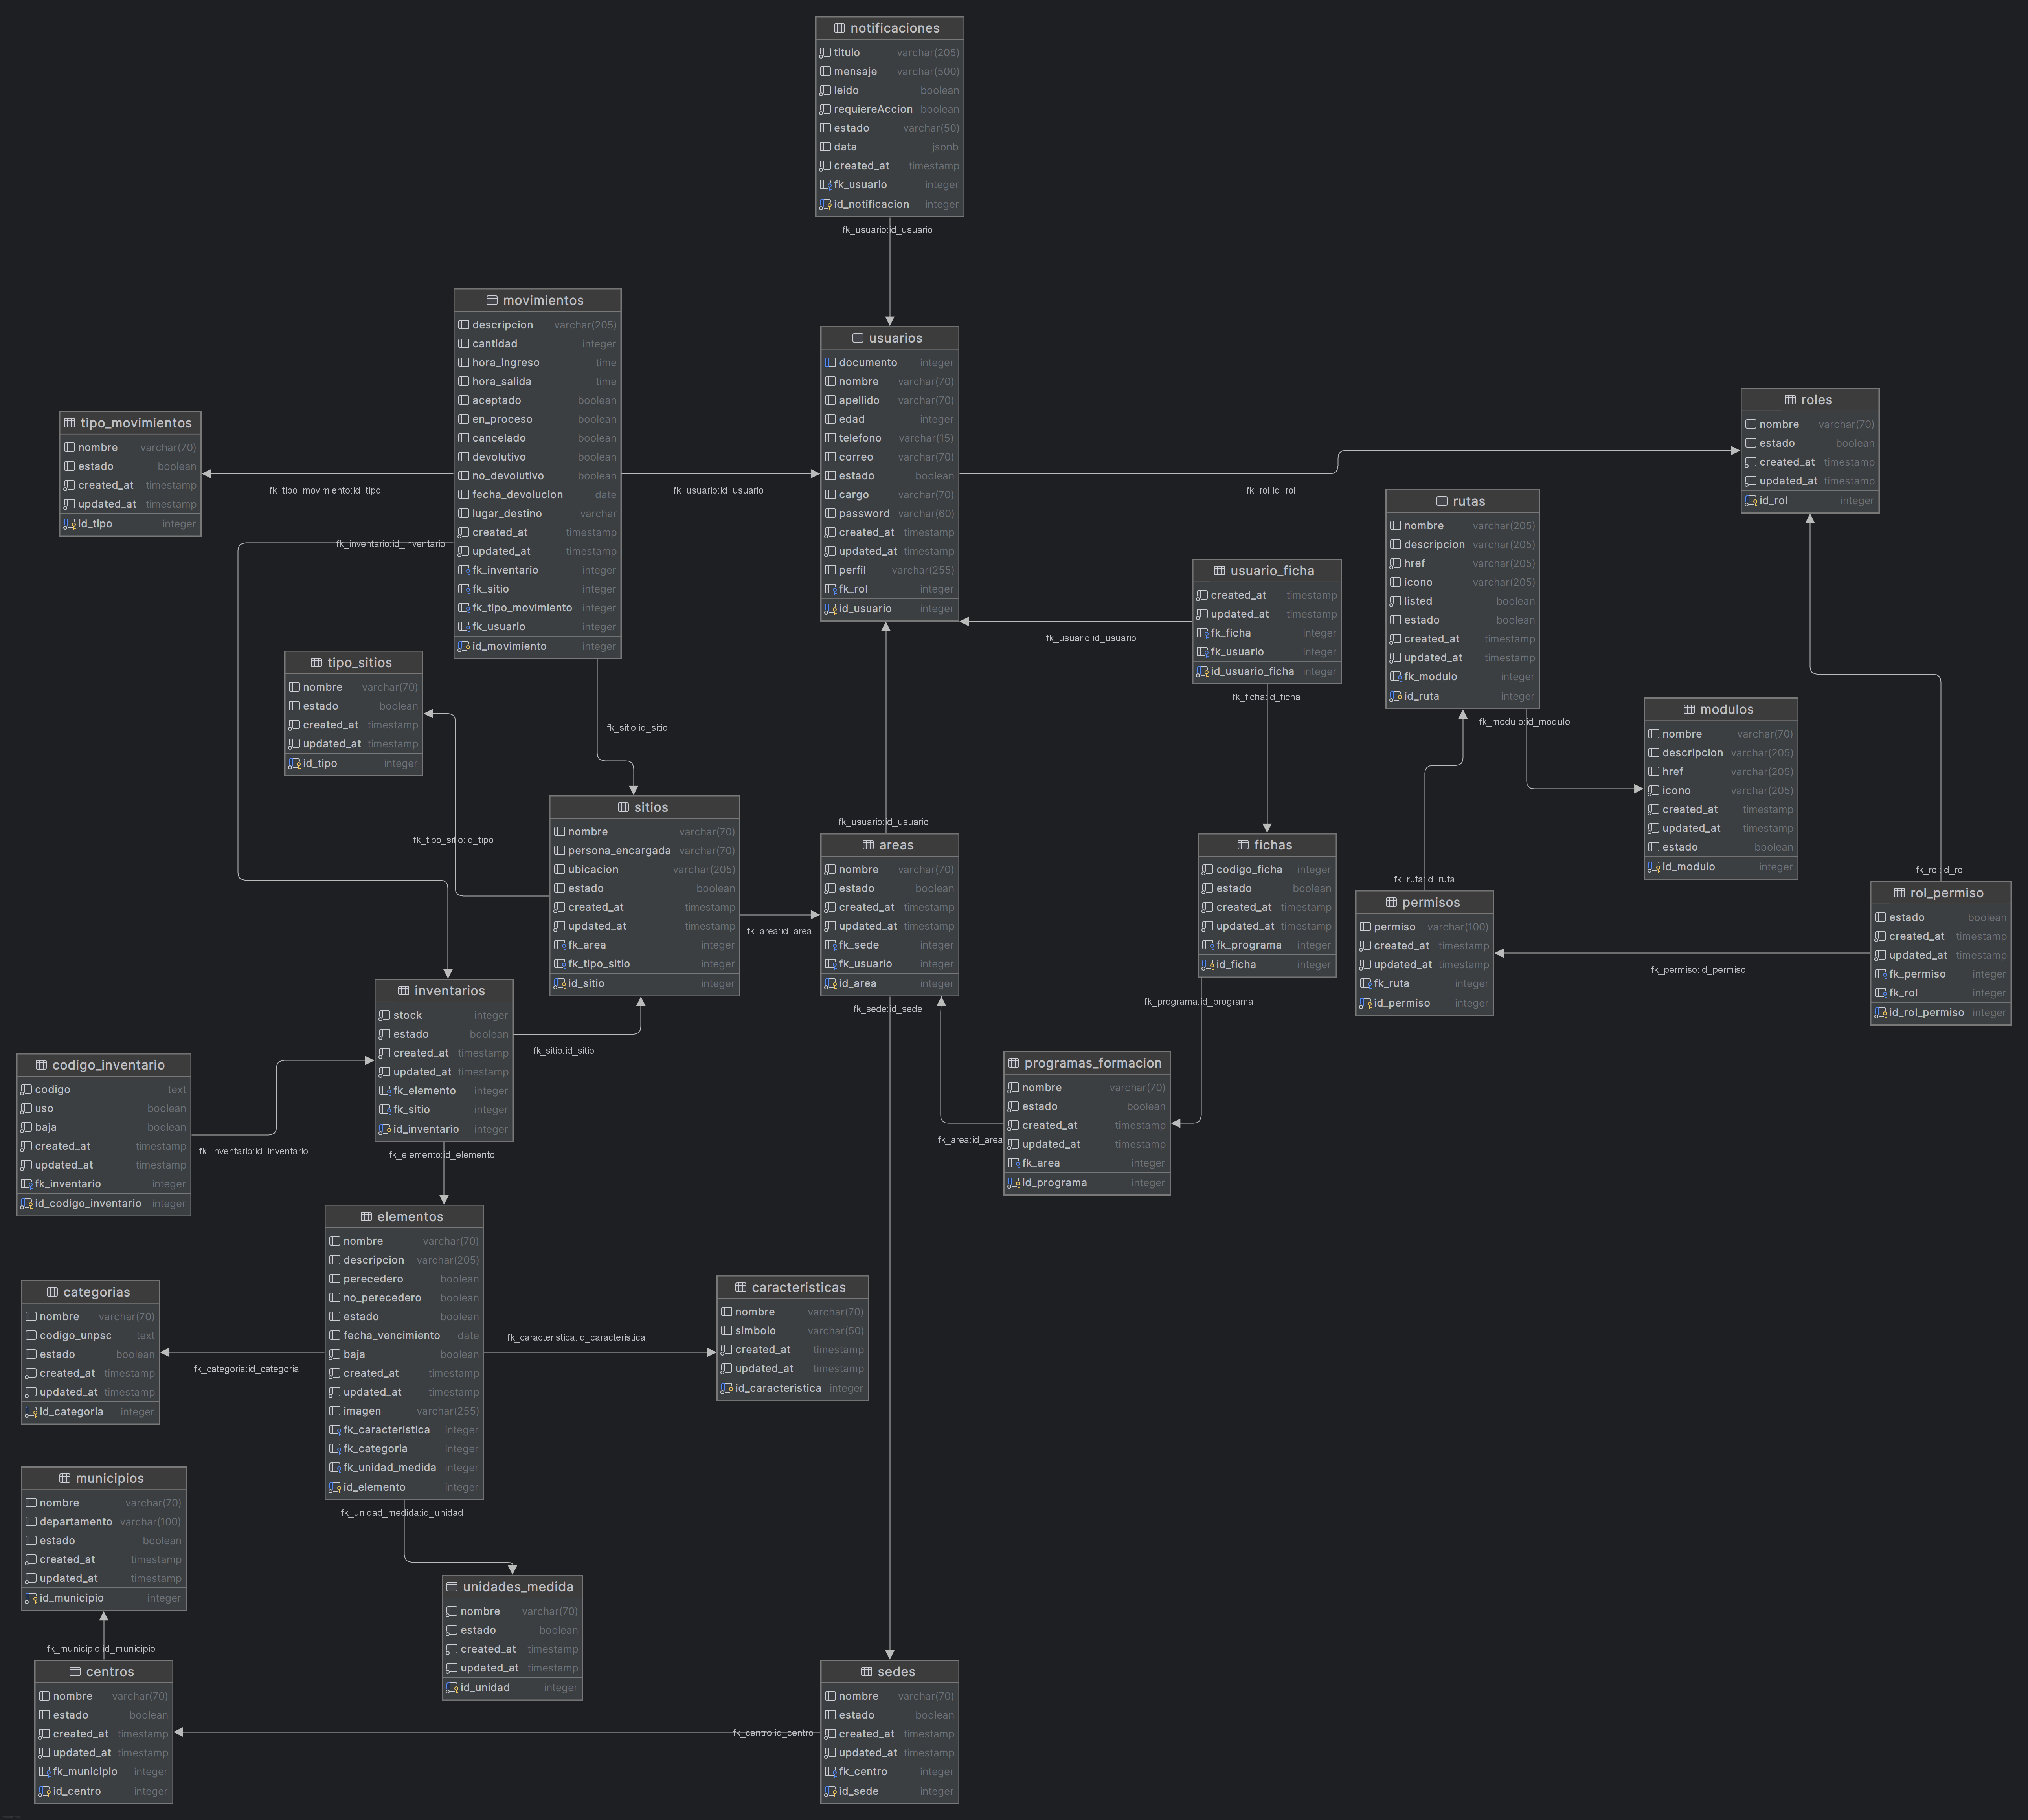 notificaciones
titulo varchar(205)
mensaje varchar(500)
leido boolean
requiereAccion boolean
estado varchar(50)
data jsonb
created_at timestamp
fk_usuario integer
id_notificacion integer
fk_usuario:id_usuario
movimientos
descripcion varchar(205)
cantidad integer
hora_ingreso time
hora_salida time
aceptado boolean
en_proceso boolean
cancelado boolean
devolutivo boolean
no_devolutivo boolean
fecha_devolucion date
lugar_destino varchar
created_at timestamp
updated_at timestamp
fk_inventario integer
fk_sitio integer
fk_tipo_movimiento integer
fk_usuario integer
id_movimiento integer
usuarios
documento integer
nombre varchar(70)
apellido varchar(70)
edad integer
telefono varchar(15)
correo varchar(70)
estado boolean
cargo varchar(70)
password varchar(60)
created_at timestamp
updated_at timestamp
perfil varchar(255)
fk_rol integer
id_usuario integer
roles
nombre varchar(70)
estado boolean
created_at timestamp
updated_at timestamp
id_rol integer
tipo_movimientos
nombre varchar(70)
estado boolean
created_at timestamp
updated_at timestamp
id_tipo integer
fk_tipo_movimiento:id_tipo
fk_usuario:id_usuario
fk_rol:id_rol
fk_inventario:id_inventario
rutas
nombre varchar(205)
descripcion varchar(205)
href varchar(205)
icono varchar(205)
listed boolean
estado boolean
created_at timestamp
updated_at timestamp
fk_modulo integer
id_ruta integer
usuario_ficha
created_at timestamp
updated_at timestamp
fk_ficha integer
fk_usuario integer
id_usuario_ficha integer
fk_usuario:id_usuario
fk_ficha:id_ficha
fk_modulo:id_modulo
tipo_sitios
nombre varchar(70)
estado boolean
created_at timestamp
updated_at timestamp
id_tipo integer
fk_sitio:id_sitio
modulos
nombre varchar(70)
descripcion varchar(205)
href varchar(205)
icono varchar(205)
created_at timestamp
updated_at timestamp
estado boolean
id_modulo integer
fk_tipo_sitio:id_tipo
sitios
nombre varchar(70)
persona_encargada varchar(70)
ubicacion varchar(205)
estado boolean
created_at timestamp
updated_at timestamp
fk_area integer
fk_tipo_sitio integer
id_sitio integer
fk_area:id_area
fk_usuario:id_usuario
areas
nombre varchar(70)
estado boolean
created_at timestamp
updated_at timestamp
fk_sede integer
fk_usuario integer
id_area integer
fk_sede:id_sede
fichas
codigo_ficha integer
estado boolean
created_at timestamp
updated_at timestamp
fk_programa integer
id_ficha integer
fk_programa:id_programa
fk_ruta:id_ruta
permisos
permiso varchar(100)
created_at timestamp
updated_at timestamp
fk_ruta integer
id_permiso integer
fk_permiso:id_permiso
fk_rol:id_rol
rol_permiso
estado boolean
created_at timestamp
updated_at timestamp
fk_permiso integer
fk_rol integer
id_rol_permiso integer
inventarios
stock integer
estado boolean
created_at timestamp
updated_at timestamp
fk_elemento integer
fk_sitio integer
id_inventario integer
fk_sitio:id_sitio
fk_elemento:id_elemento
codigo_inventario
codigo text
uso boolean
baja boolean
created_at timestamp
updated_at timestamp
fk_inventario integer
id_codigo_inventario integer
fk_inventario:id_inventario
programas_formacion
nombre varchar(70)
estado boolean
created_at timestamp
updated_at timestamp
fk_area integer
id_programa integer
fk_area:id_area
elementos
nombre varchar(70)
descripcion varchar(205)
perecedero boolean
no_perecedero boolean
estado boolean
fecha_vencimiento date
baja boolean
created_at timestamp
updated_at timestamp
imagen varchar(255)
fk_caracteristica integer
fk_categoria integer
fk_unidad_medida integer
id_elemento integer
fk_unidad_medida:id_unidad
categorias
nombre varchar(70)
codigo_unpsc text
estado boolean
created_at timestamp
updated_at timestamp
id_categoria integer
fk_categoria:id_categoria
fk_caracteristica:id_caracteristica
caracteristicas
nombre varchar(70)
simbolo varchar(50)
created_at timestamp
updated_at timestamp
id_caracteristica integer
municipios
nombre varchar(70)
departamento varchar(100)
estado boolean
created_at timestamp
updated_at timestamp
id_municipio integer
fk_municipio:id_municipio
unidades_medida
nombre varchar(70)
estado boolean
created_at timestamp
updated_at timestamp
id_unidad integer
centros
nombre varchar(70)
estado boolean
created_at timestamp
updated_at timestamp
fk_municipio integer
id_centro integer
fk_centro:id_centro
sedes
nombre varchar(70)
estado boolean
created_at timestamp
updated_at timestamp
fk_centro integer
id_sede integer